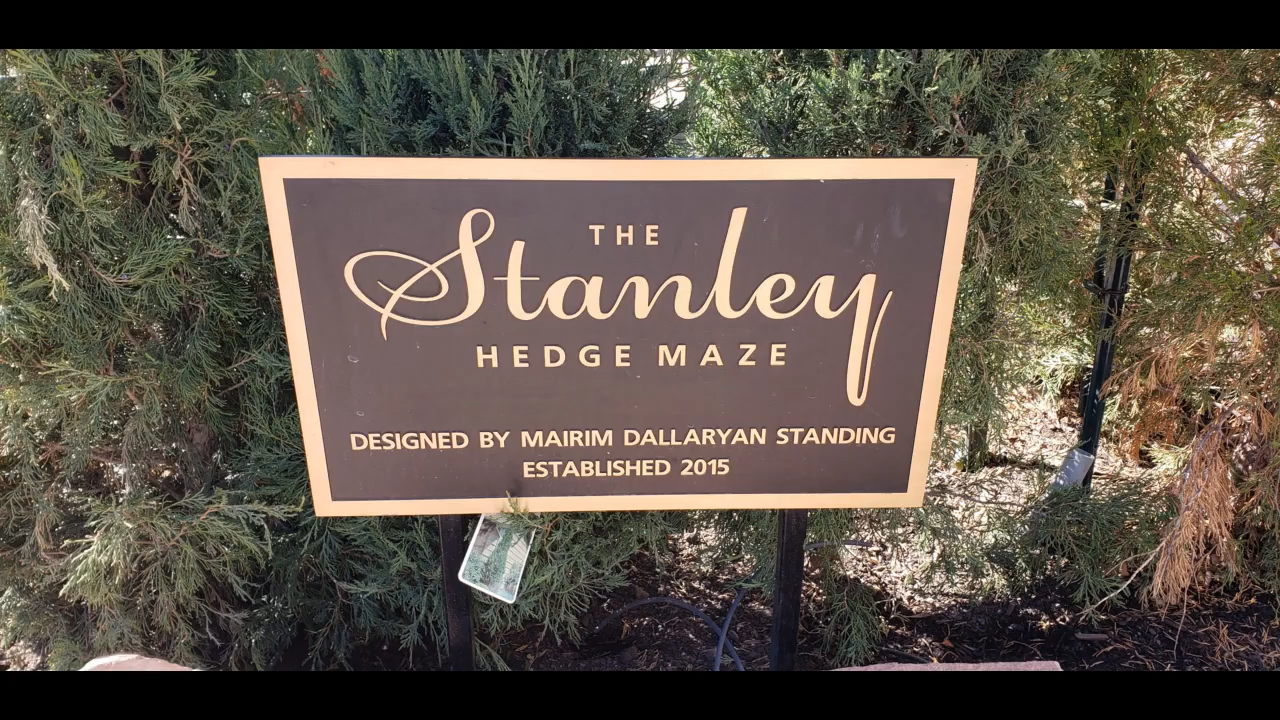 THE
Stanley
HEDGE MAZE
DESIGNED BY MAIRIM DALLARYAN STANDING
ESTABLISHED 2015